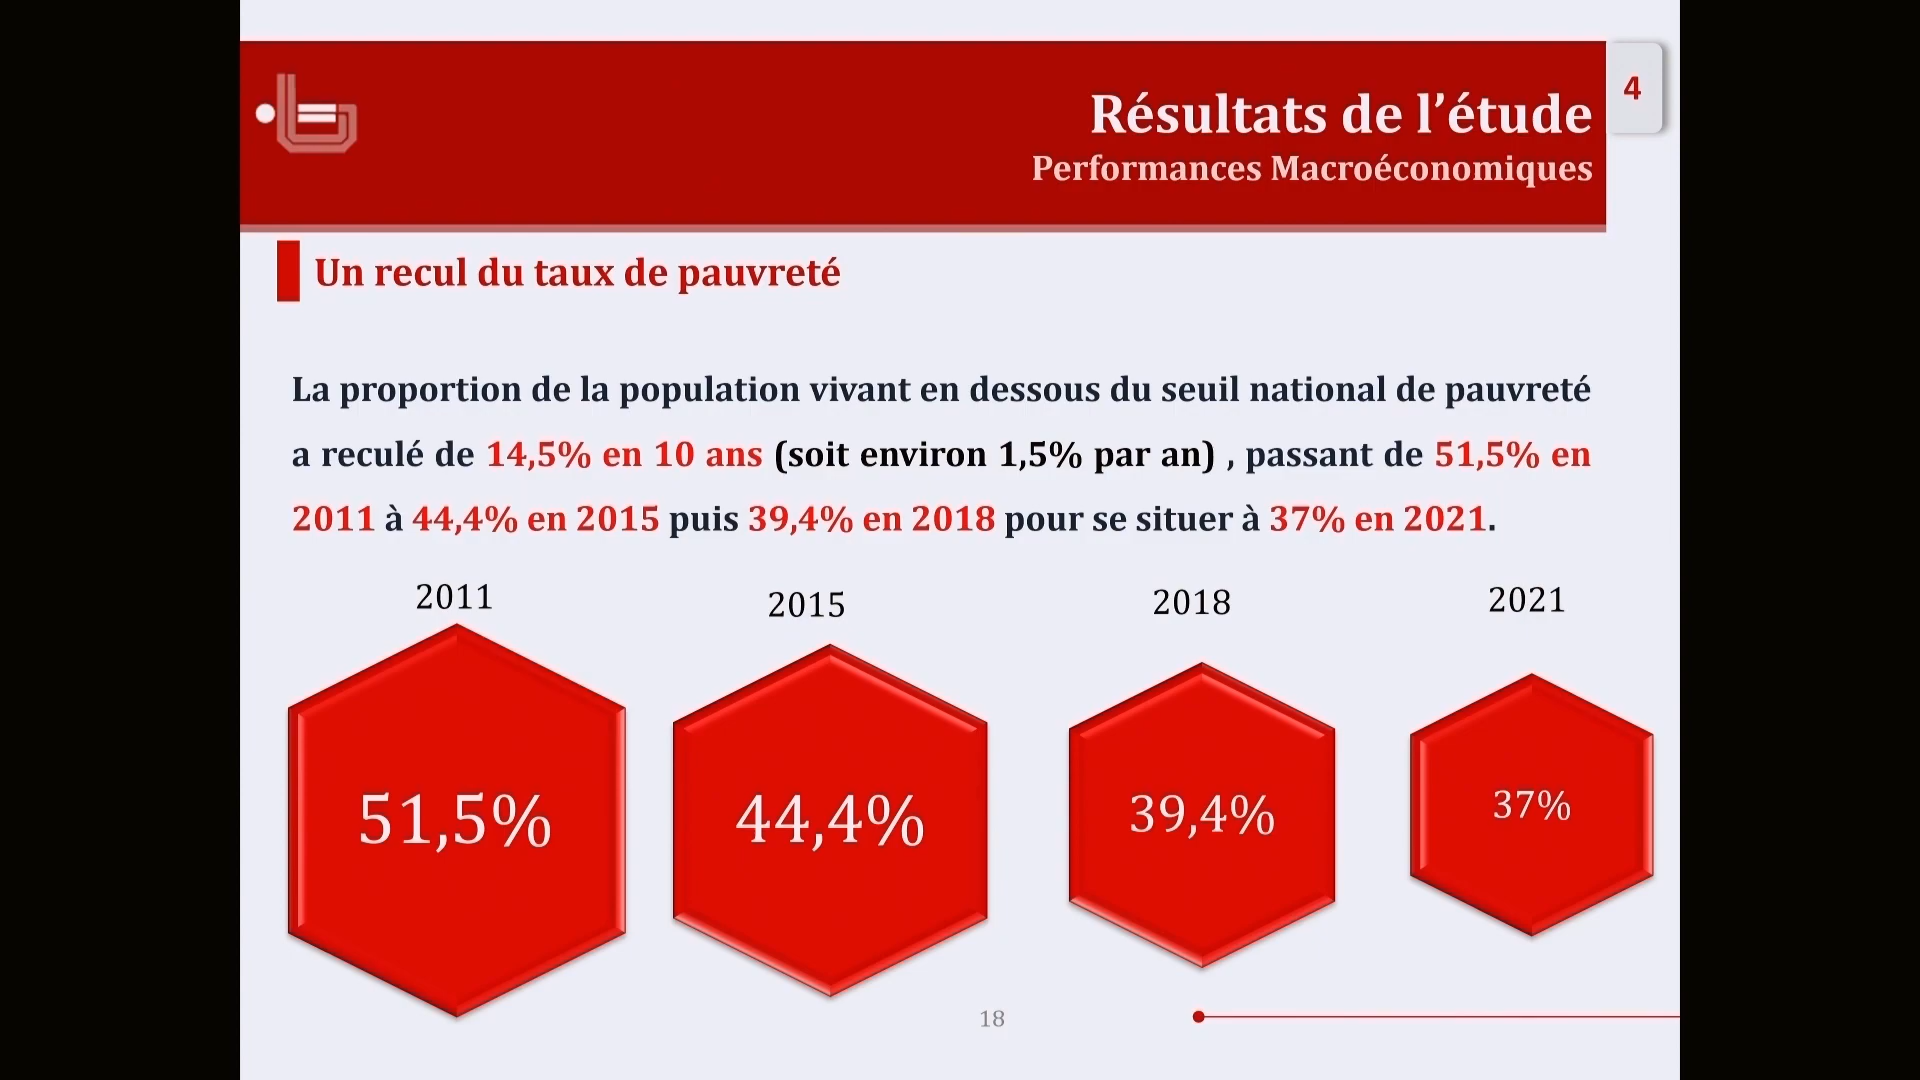 4
Résultats de l’étude
Performances Macroéconomiques
Un recul du taux de pauvreté
La proportion de la population vivant en dessous du seuil national de pauvreté
a reculé de 14,5% en 10 ans (soit environ 1,5% par an) , passant de 51,5% en
2011 à 44,4% en 2015 puis 39,4% en 2018 pour se situer à 37% en 2021.
2011
2015
2018
2021
51,5%
44,4%
39,4%
37%
18